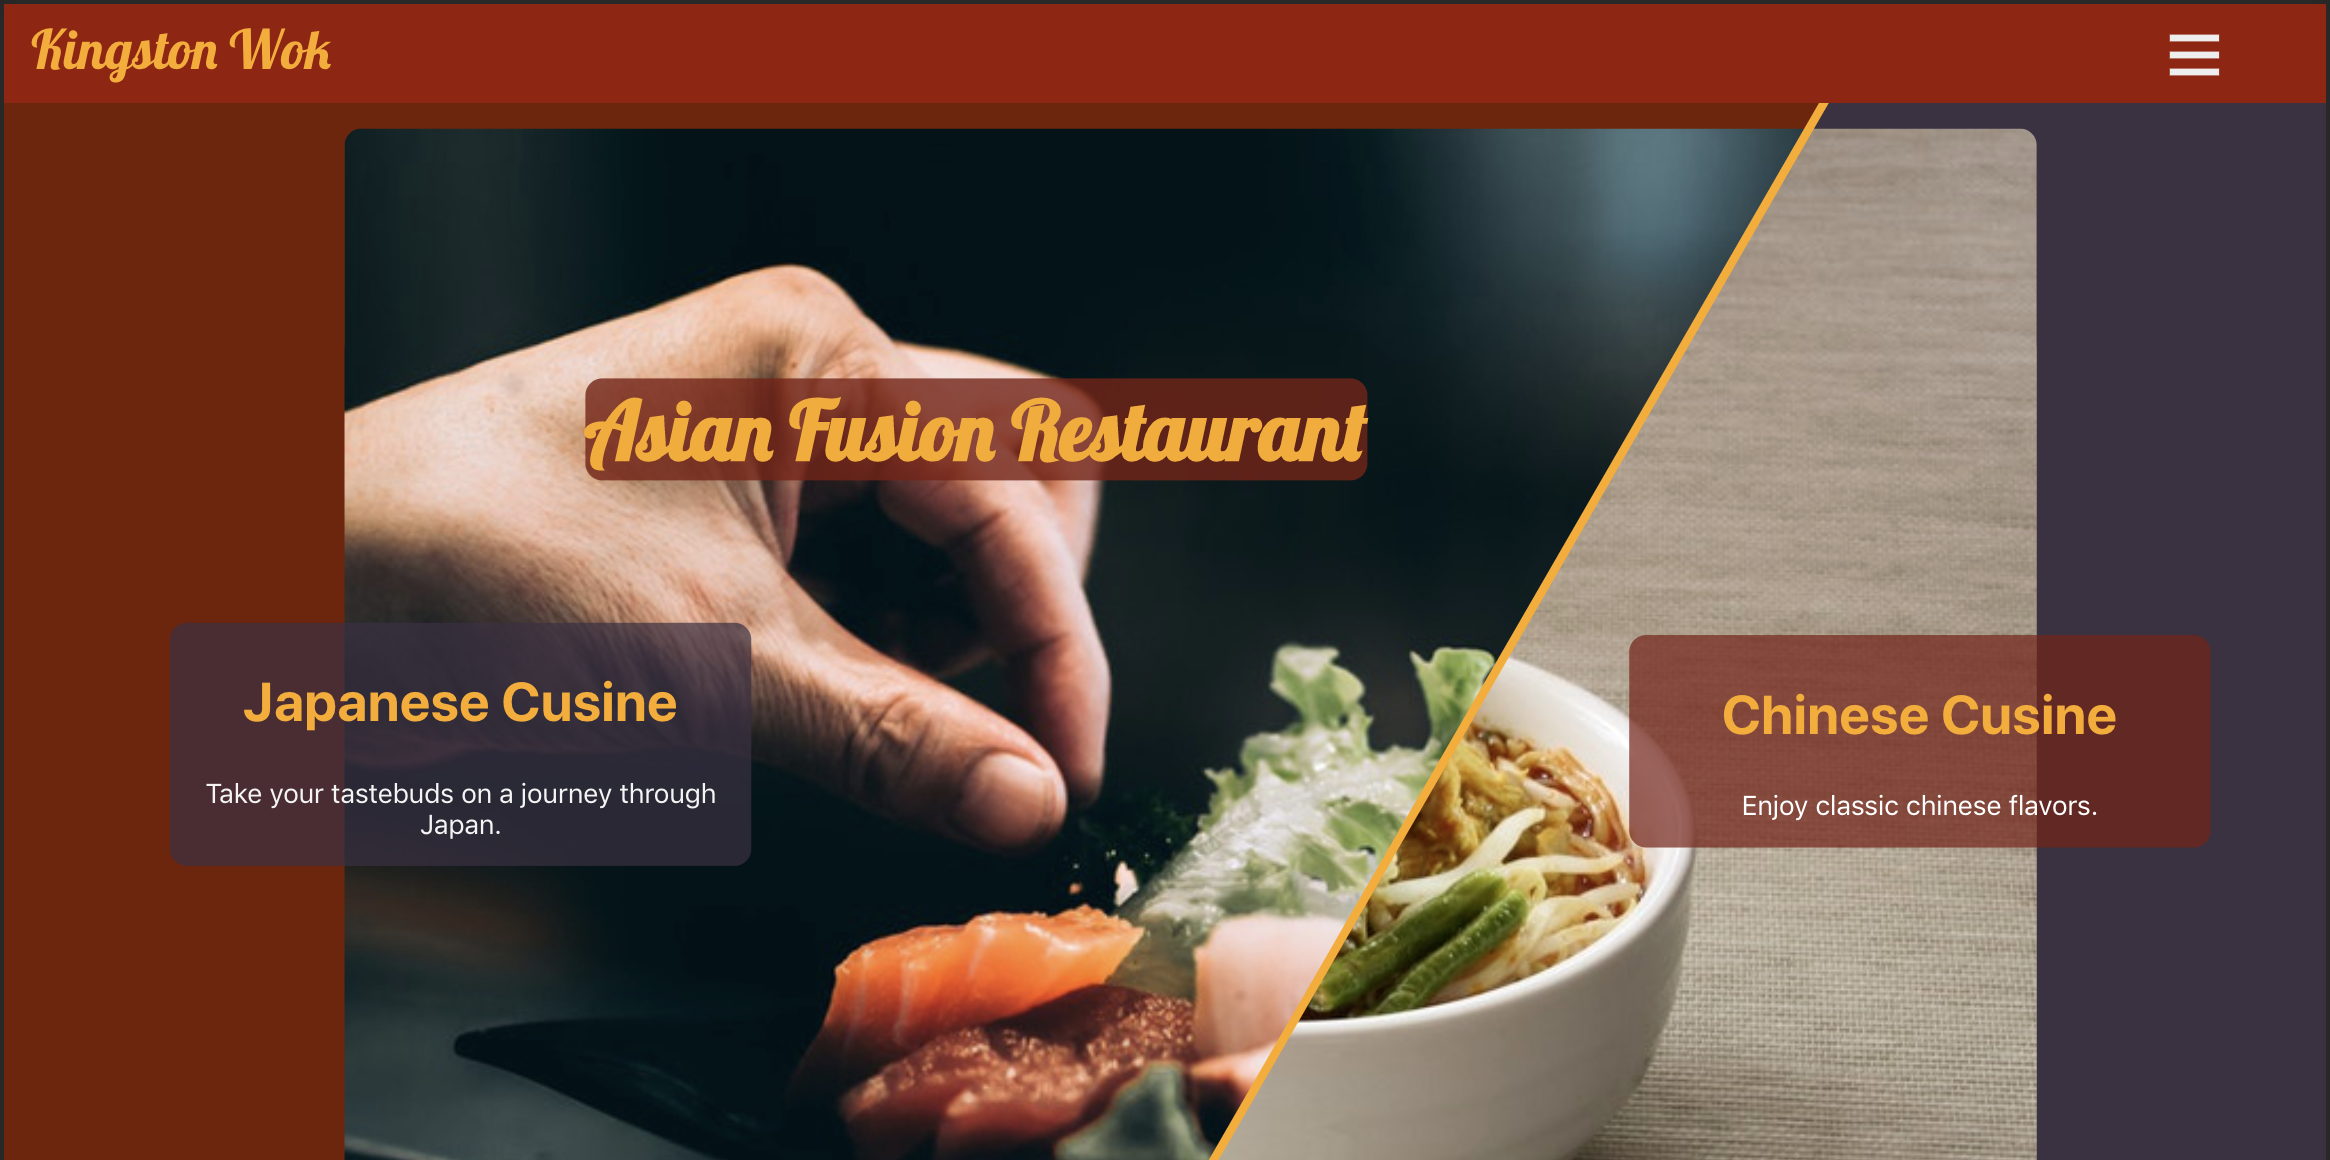 Kingston Wok
Asian Fusion Restaurant
Japanese Cusine
Take your tastebuds on a journey through
Japan.
Chinese Cusine
Enjoy classic chinese flavors.